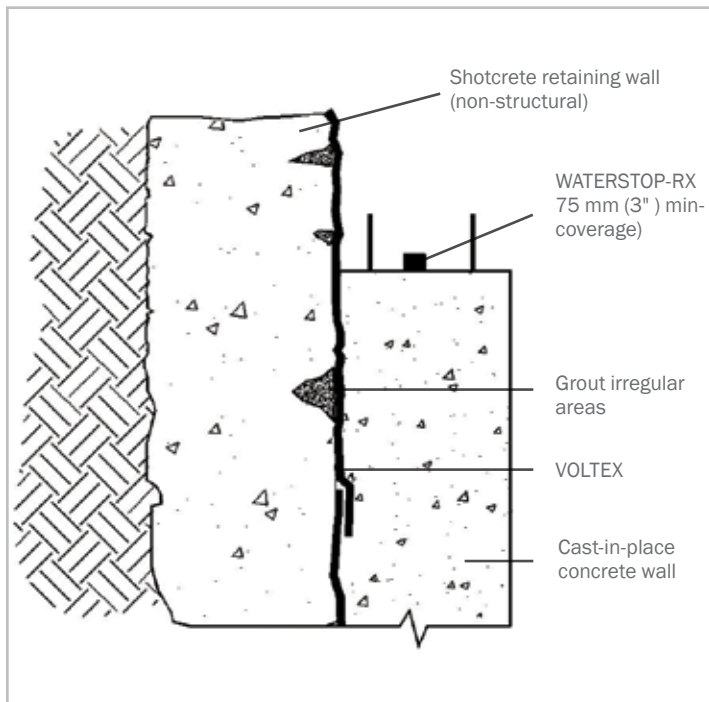 Shotcrete retaining wall
(non-structural)
WATERSTOP-RX
75 mm (3" ) min-
coverage)
Grout irregular
areas
VOLTEX
Cast-in-place
concrete wall